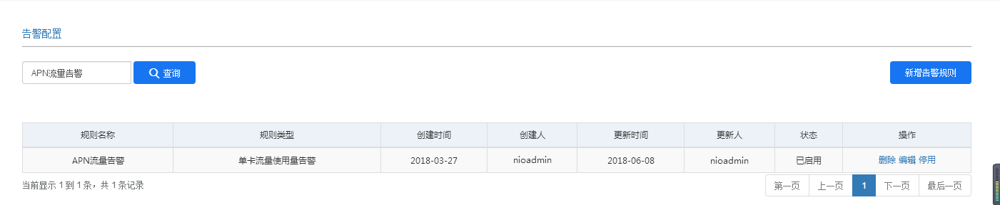 告警配置
APN流量告警 查询 新增告警规则
规则名称 规则类型 创建时间 创建人 更新时间 更新人 状态 操作
APN流量告警 单卡流量使用量告警 2018-03-27 nioadmin 2018-06-08 nioadmin 已启用 删除 编辑 停用
当前显示 1 到 1 条，共 1 条记录 第一页 上一页 1 下一页 最后一页